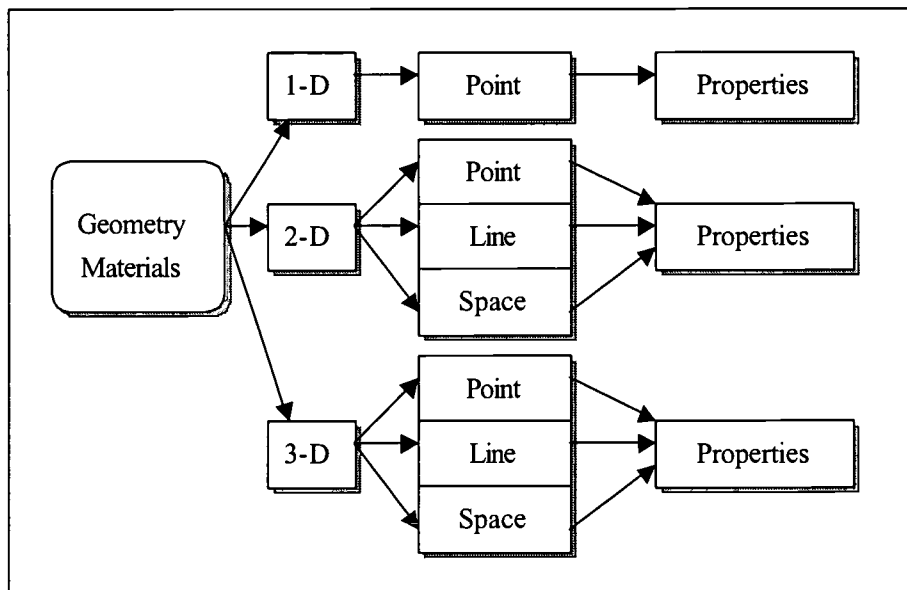 1-D
Point
Properties
Geometry
Materials
2-D
Point
Line
Space
Properties
3-D
Point
Line
Space
Properties